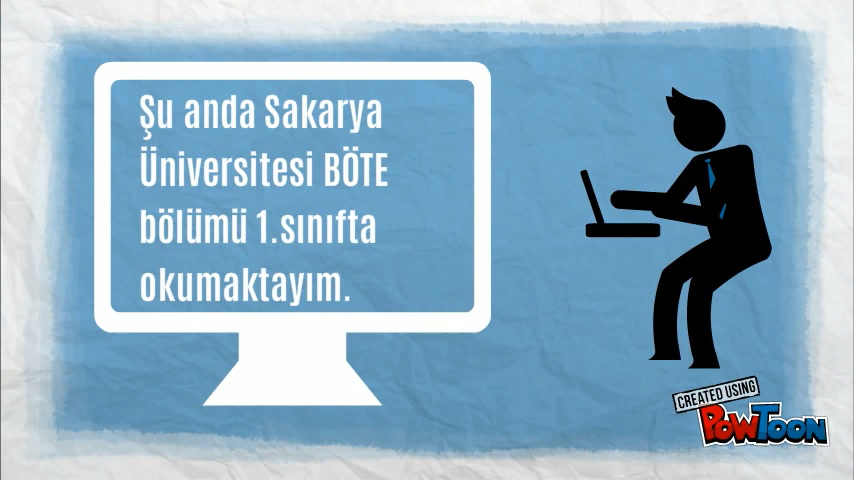 Şu anda Sakarya
Üniversitesi BÖTE
bölümü 1.sınıfta
okumaktayım.
CREATED USING
POWTOON